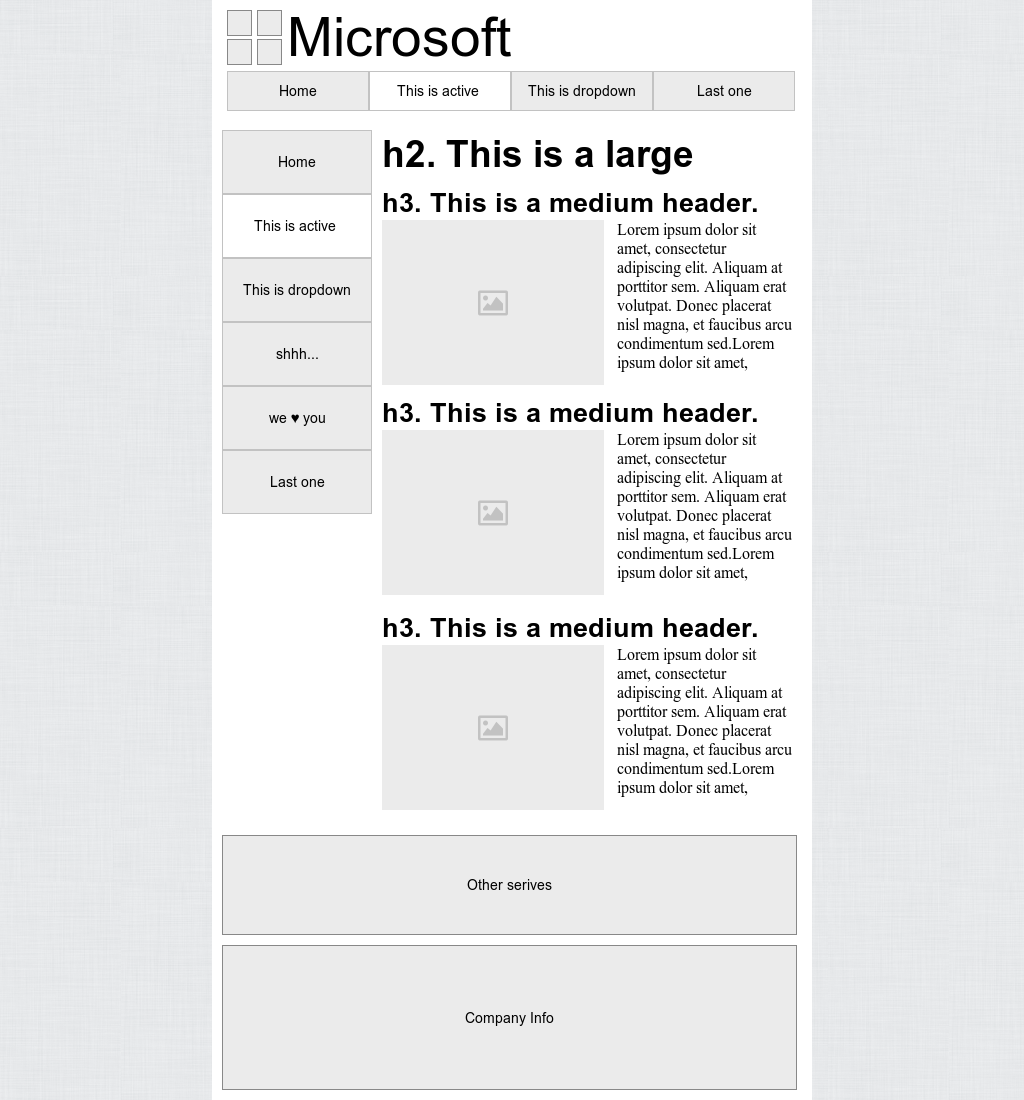 Microsoft
Home
This is active
This is dropdown
Last one
Home
This is active
This is dropdown
shhh...
we ♥ you
Last one
h2. This is a large
h3. This is a medium header.
Lorem ipsum dolor sit
amet, consectetur
adipiscing elit. Aliquam at
porttitor sem. Aliquam erat
volutpat. Donec placerat
nisl magna, et faucibus arcu
condimentum sed.Lorem
ipsum dolor sit amet,
h3. This is a medium header.
Lorem ipsum dolor sit
amet, consectetur
adipiscing elit. Aliquam at
porttitor sem. Aliquam erat
volutpat. Donec placerat
nisl magna, et faucibus arcu
condimentum sed.Lorem
ipsum dolor sit amet,
h3. This is a medium header.
Lorem ipsum dolor sit
amet, consectetur
adipiscing elit. Aliquam at
porttitor sem. Aliquam erat
volutpat. Donec placerat
nisl magna, et faucibus arcu
condimentum sed.Lorem
ipsum dolor sit amet,
Other serives
Company Info